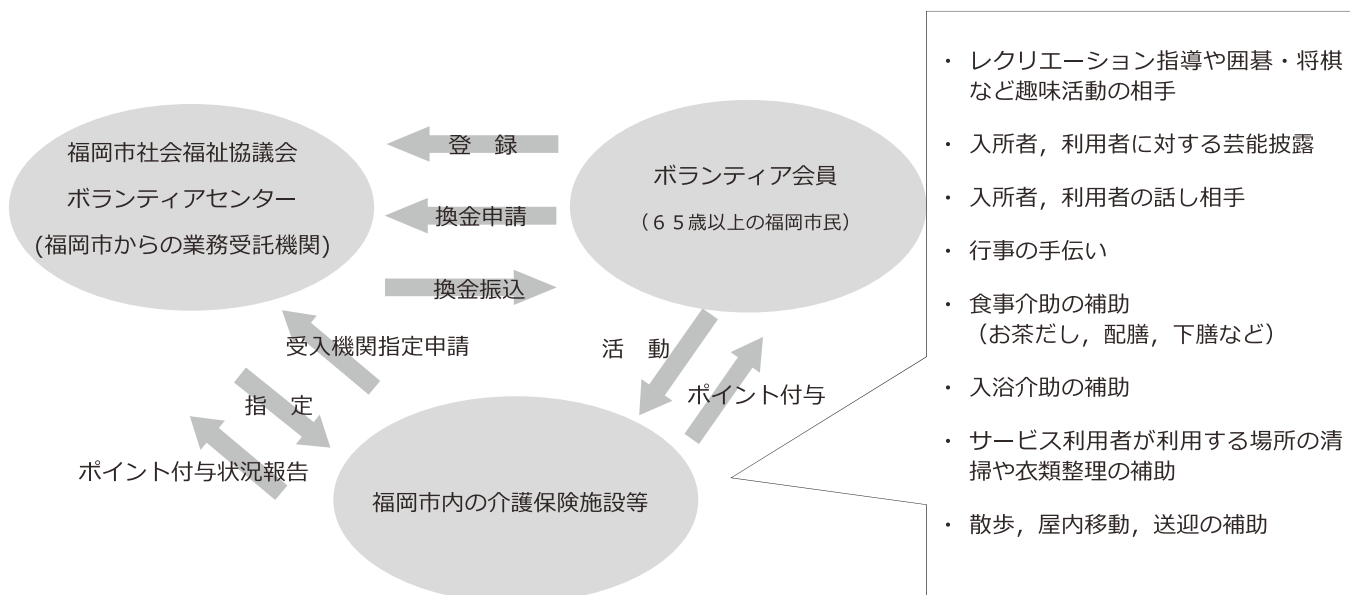 福岡市社会福祉協議会
ボランティアセンター
(福岡市からの業務受託機関)
登　録
換金申請
換金振込
ボランティア会員
（６５歳以上の福岡市民）
受入機関指定申請
指　定
ポイント付与状況報告
活　動
ポイント付与
福岡市内の介護保険施設等
・ レクリエーション指導や囲碁・将棋
など趣味活動の相手
・ 入所者，利用者に対する芸能披露
・ 入所者，利用者の話し相手
・ 行事の手伝い
・ 食事介助の補助
（お茶だし，配膳，下膳など）
・ 入浴介助の補助
・ サービス利用者が利用する場所の清
掃や衣類整理の補助
・ 散歩，屋内移動，送迎の補助